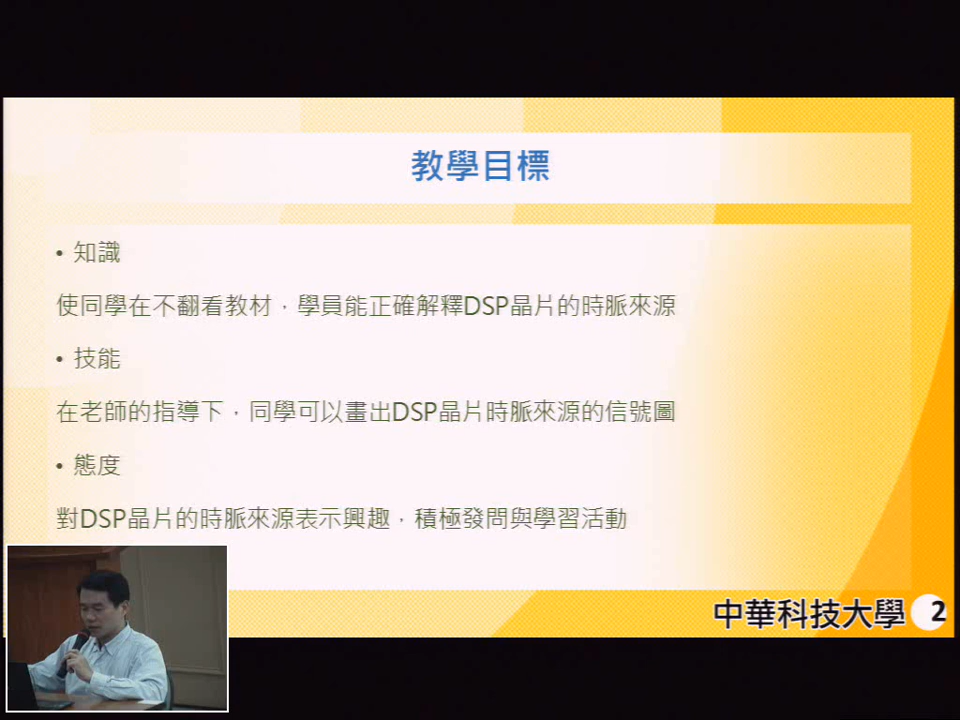 教學目標
• 知識
使同學在不翻看教材，學員能正確解釋DSP晶片的時脈來源
• 技能
在老師的指導下，同學可以畫出DSP晶片時脈來源的信號圖
• 態度
對DSP晶片的時脈來源表示興趣，積極發問與學習活動
中華科技大學 2